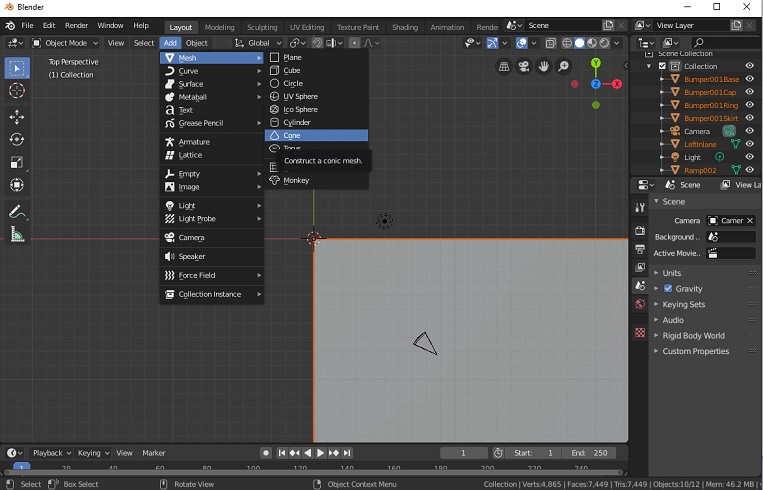 Blender
File Edit Render Window Help Layout Modeling Sculpting UV Editing Texture Paint Shading Animation Rende Scene View Layer
Object Mode View Select Add Object Global
Top Perspective
(1) Collection
Mesh
Curve
Surface
Metaball
Text
Grease Pencil
Armature
Lattice
Empty
Image
Light
Light Probe
Camera
Speaker
Force Field
Collection Instance
Plane
Cube
Circle
UV Sphere
Ico Sphere
Cylinder
Cone
Torus
Construct a conic mesh.
Monkey
Y
Z
X
Scene Collection
Collection
Bumper001Base
Bumper001Cap
Bumper001Ring
Bumper001Skirt
Camera
LeftInlane
Light
Ramp002
Scene View La
Scene
Camera Camer
Background ..
Active Movie..
Units
Gravity
Keying Sets
Audio
Rigid Body World
Custom Properties
Playback Keying View Marker 1 Start: 1 End: 250
1 20 40 60 80 100 120 140 160 180 200 220 240
Select Box Select Rotate View Object Context Menu Collection | Verts:4,865 | Faces:7,449 | Tris:7,449 | Objects:10/12 | Mem: 46.2 MB | v